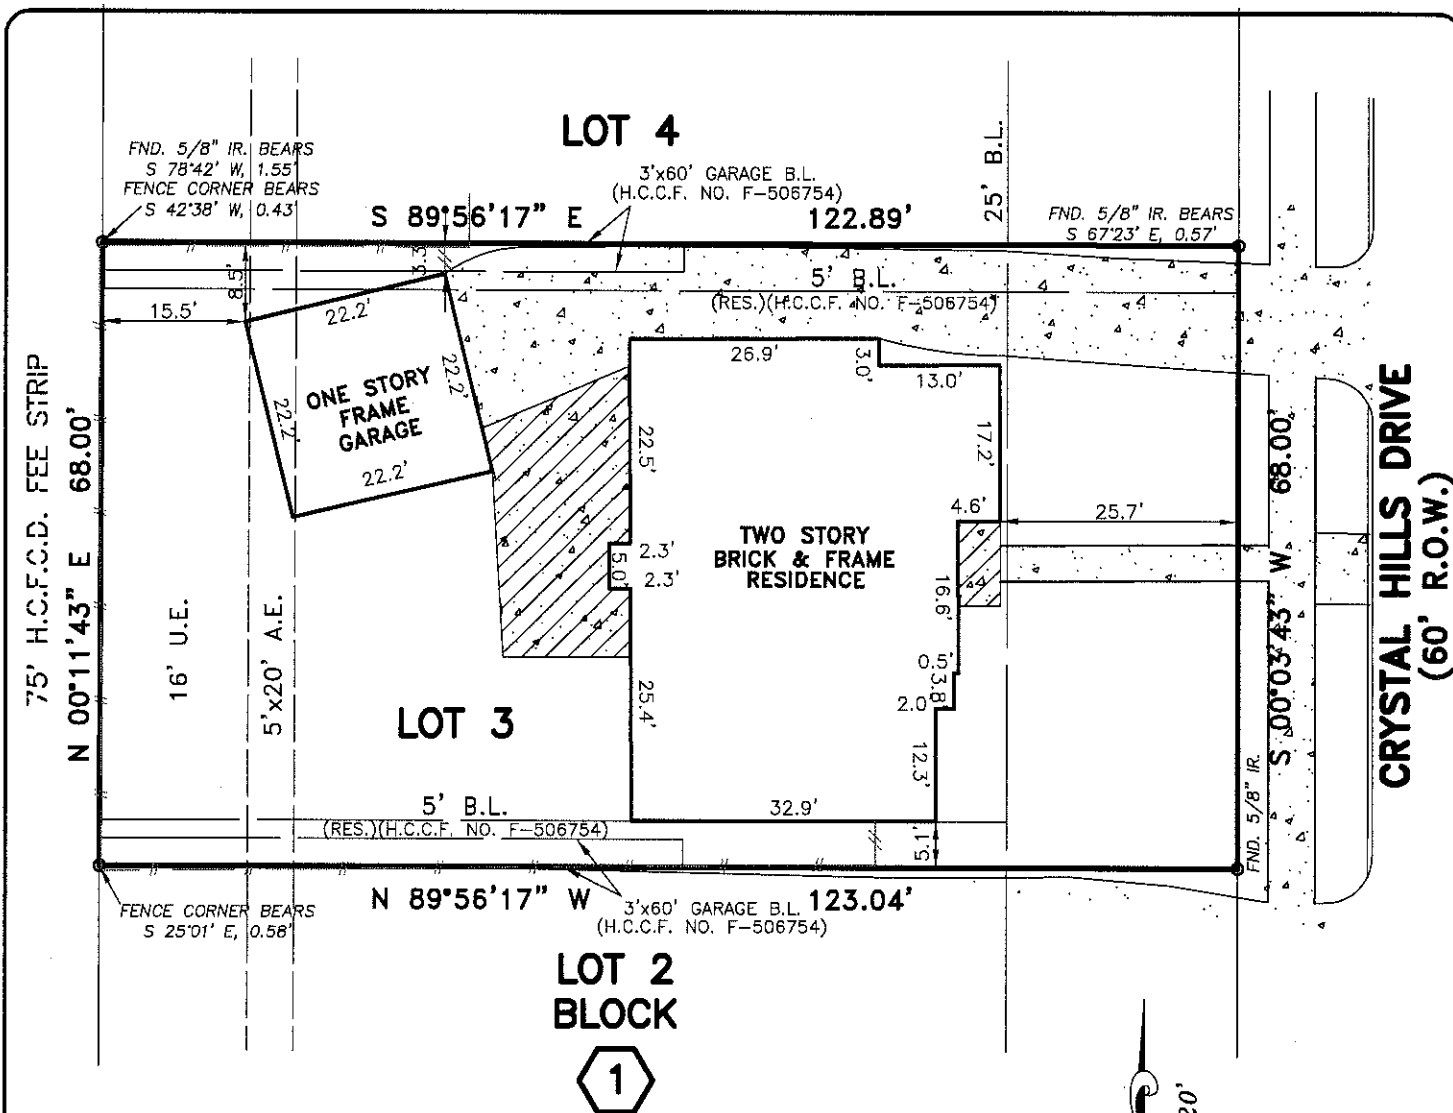 LOT 4
FND. 5/8" IR. BEARS
S 78°42' W, 1.55'
FENCE CORNER BEARS
S 42°38' W, 0.43'
3'x60' GARAGE B.L.
(H.C.C.F. NO. F-506754)
25' B.L.
FND. 5/8" IR. BEARS
S 67°23' E, 0.57'
S 89°56'17" E 122.89'
3.3'
8.5'
15.5'
22.2'
22.2'
22.2'
22.2'
ONE STORY
FRAME
GARAGE
5' B.L.
(RES.)(H.C.C.F. NO. F-506754)
26.9'
3.0'
13.0'
17.2'
22.5'
4.6'
25.7'
2.3'
5.0'
2.3'
TWO STORY
BRICK & FRAME
RESIDENCE
16.6'
0.5'
3.8'
2.0'
12.3'
25.4'
32.9'
5.1'
75' H.C.F.C.D. FEE STRIP
N 00°11'43" E 68.00'
16' U.E.
5'x20' A.E.
LOT 3
5' B.L.
(RES.)(H.C.C.F. NO. F-506754)
S 00°03'43" W 68.00'
FND. 5/8" IR.
CRYSTAL HILLS DRIVE
(60' R.O.W.)
FENCE CORNER BEARS
S 25°01' E, 0.58'
N 89°56'17" W 123.04'
3'x60' GARAGE B.L.
(H.C.C.F. NO. F-506754)
LOT 2
BLOCK
1